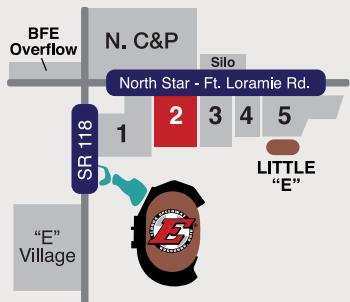 BFE
Overflow
N. C&P
Silo
North Star - Ft. Loramie Rd.
SR 118
1
2
3
4
5
LITTLE
“E”
E
“E”
Village